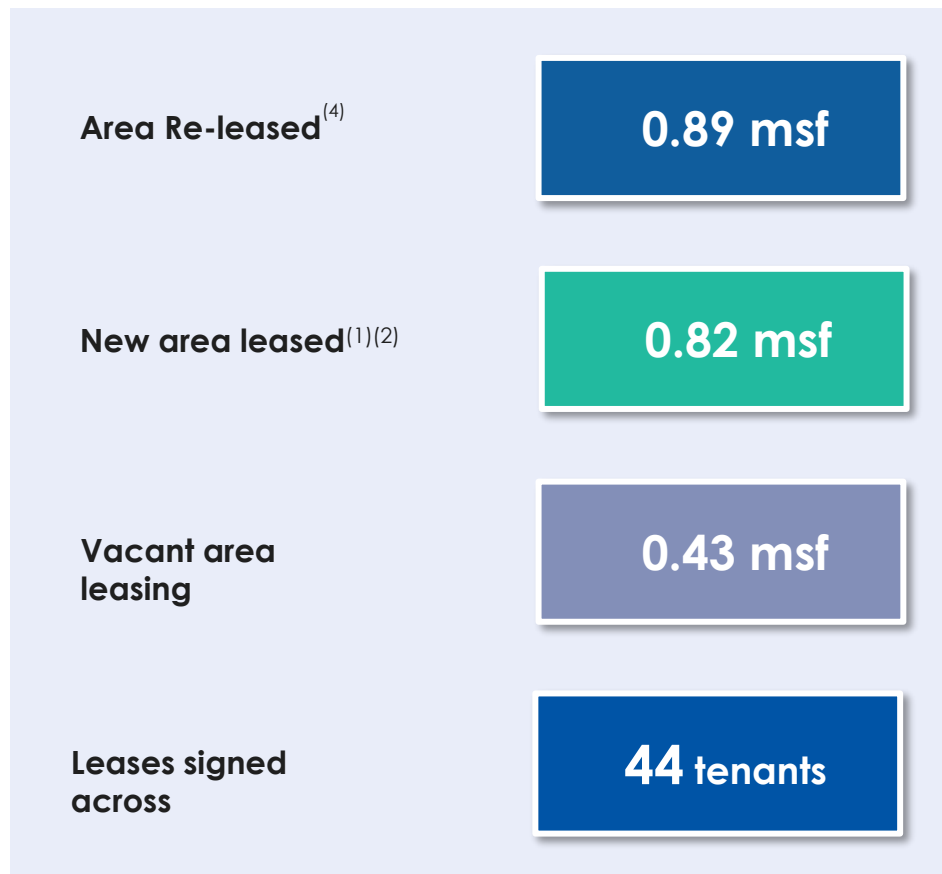 Area Re-leased(4)
0.89 msf
New area leased(1)(2)
0.82 msf
Vacant area
leasing
0.43 msf
Leases signed
across
44 tenants